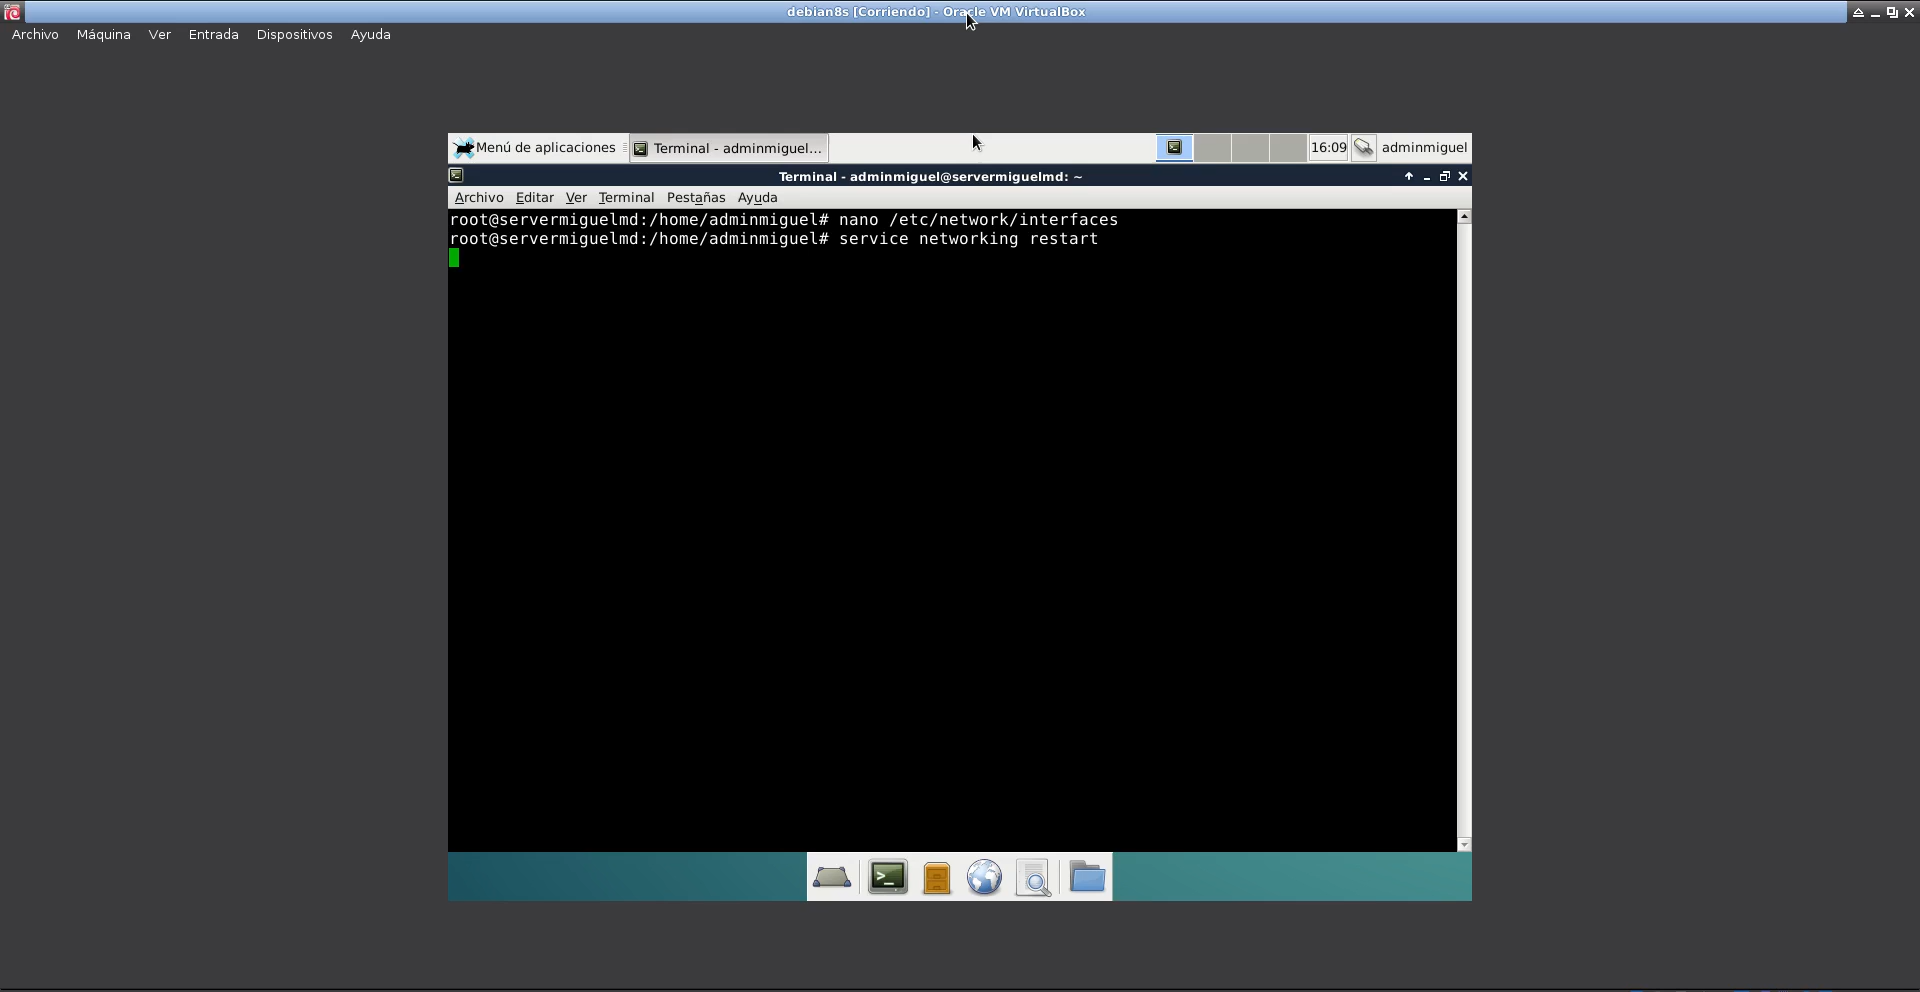 debian8s [Corriendo] - Oracle VM VirtualBox
Archivo Máquina Ver Entrada Dispositivos Ayuda
Menú de aplicaciones Terminal - adminmiguel... 16:09 adminmiguel
Terminal - adminmiguel@servermiguelmd: ~
Archivo Editar Ver Terminal Pestañas Ayuda
root@servermiguelmd:/home/adminmiguel# nano /etc/network/interfaces
root@servermiguelmd:/home/adminmiguel# service networking restart